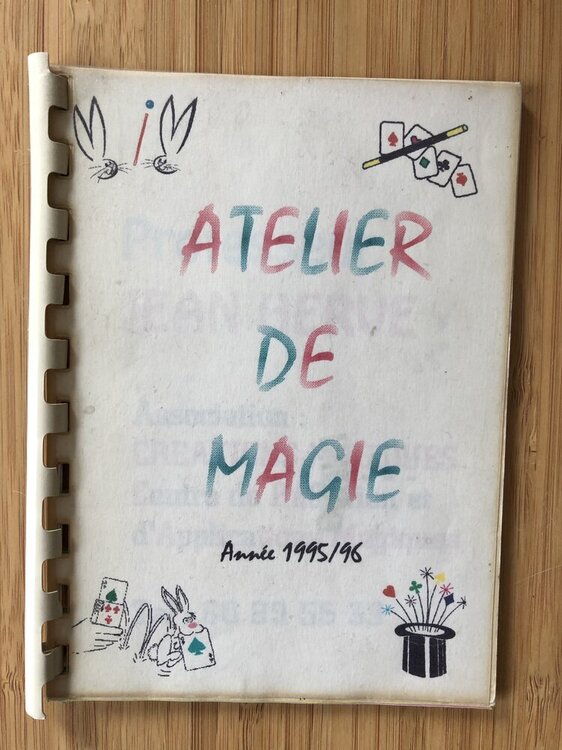 ATELIER
DE
MAGIE
Année 1995/96